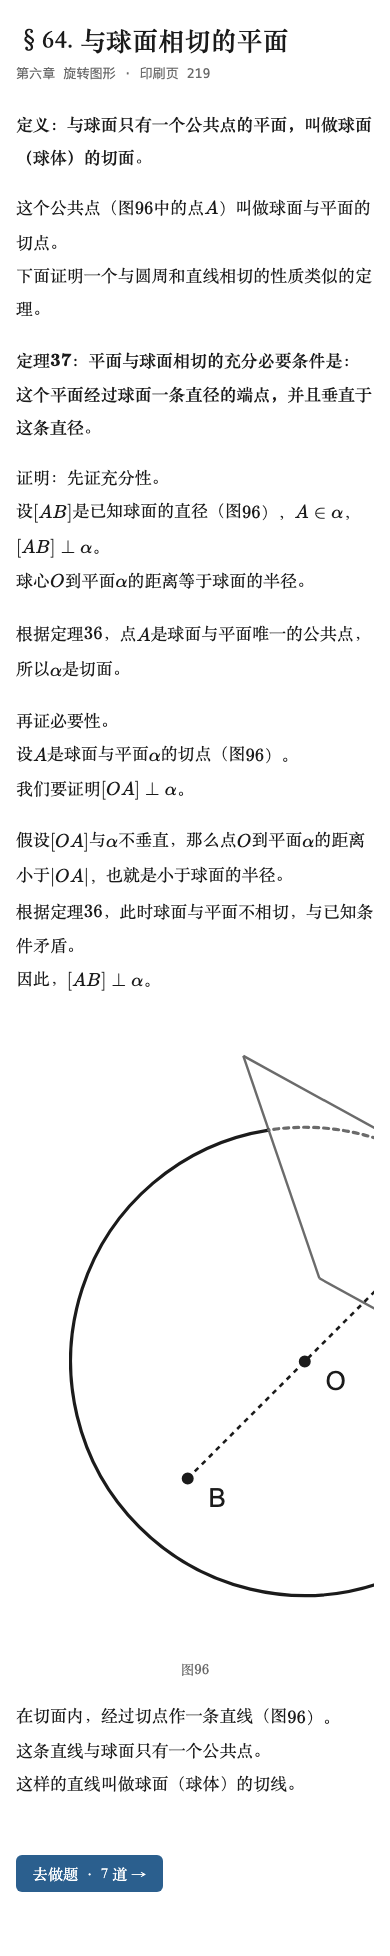 § 64. 与球面相切的平面
第六章 旋转图形 · 印刷页 219
定义：与球面只有一个公共点的平面，叫做球面
（球体）的切面。
这个公共点（图96中的点A）叫做球面与平面的
切点。
下面证明一个与圆周和直线相切的性质类似的定
理。
定理37：平面与球面相切的充分必要条件是：
这个平面经过球面一条直径的端点，并且垂直于
这条直径。
证明：先证充分性。
设[AB]是已知球面的直径（图96），A ∈ α，
[AB] ⊥ α。
球心O到平面α的距离等于球面的半径。
根据定理36，点A是球面与平面唯一的公共点，
所以α是切面。
再证必要性。
设A是球面与平面α的切点（图96）。
我们要证明[OA] ⊥ α。
假设[OA]与α不垂直，那么点O到平面α的距离
小于|OA|，也就是小于球面的半径。
根据定理36，此时球面与平面不相切，与已知条
件矛盾。
因此，[AB] ⊥ α。
O
B
图96
在切面内，经过切点作一条直线（图96）。
这条直线与球面只有一个公共点。
这样的直线叫做球面（球体）的切线。
去做题 · 7 道 →